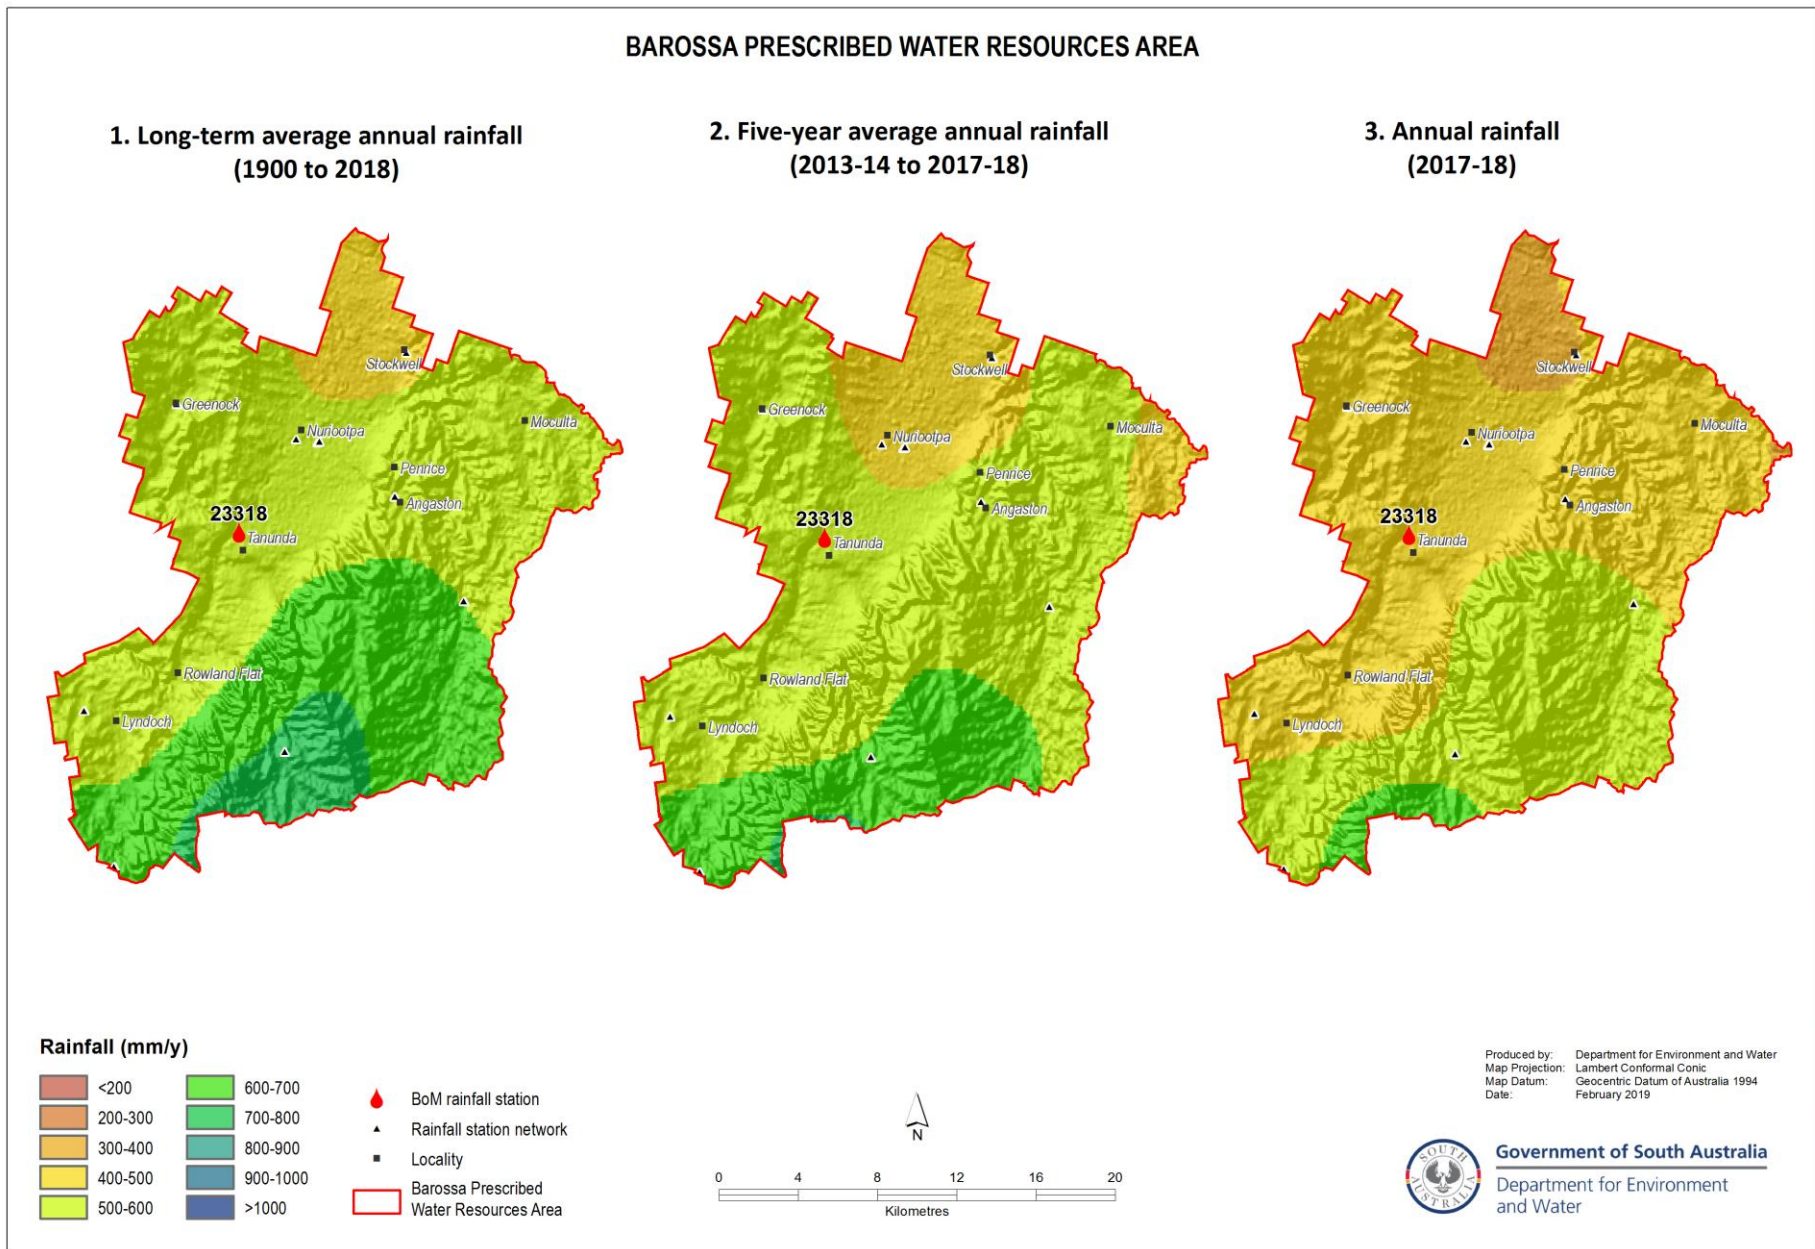 BAROSSA PRESCRIBED WATER RESOURCES AREA
1. Long-term average annual rainfall
(1900 to 2018)
2. Five-year average annual rainfall
(2013-14 to 2017-18)
3. Annual rainfall
(2017-18)
Stockwell
Greenock
Nuriootpa
Moculta
Penrice
Angaston
23318
Tanunda
Rowland Flat
Lyndoch
Stockwell
Greenock
Nuriootpa
Moculta
Penrice
Angaston
23318
Tanunda
Rowland Flat
Lyndoch
Stockwell
Greenock
Nuriootpa
Moculta
Penrice
Angaston
23318
Tanunda
Rowland Flat
Lyndoch
Rainfall (mm/y)
<200
200-300
300-400
400-500
500-600
600-700
700-800
800-900
900-1000
>1000
BoM rainfall station
Rainfall station network
Locality
Barossa Prescribed
Water Resources Area
N
0 4 8 12 16 20
Kilometres
Produced by: Department for Environment and Water
Map Projection: Lambert Conformal Conic
Map Datum: Geocentric Datum of Australia 1994
Date: February 2019
SOUTH
AUSTRALIA
Government of South Australia
Department for Environment
and Water